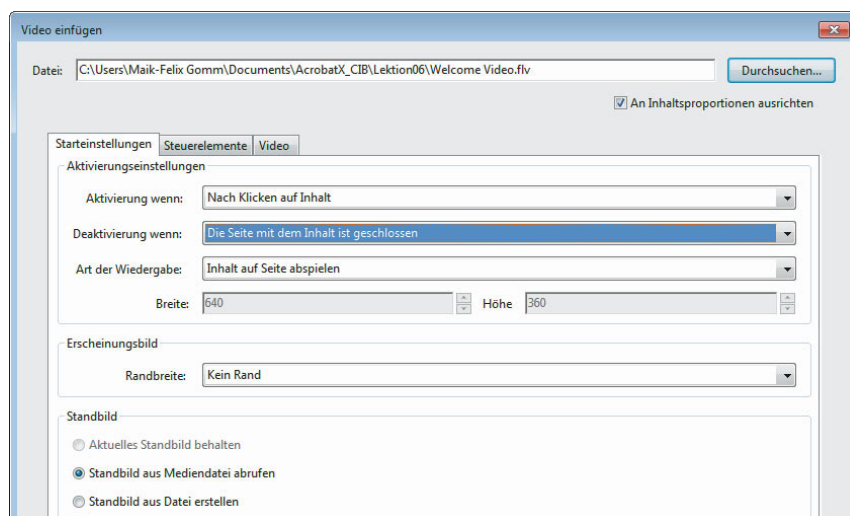 Video einfügen
Datei: C:\Users\Maik-Felix Gomm\Documents\AcrobatX_CIB\Lektion06\Welcome Video.flv Durchsuchen...
An Inhaltsproportionen ausrichten
Starteinstellungen Steuerelemente Video
Aktivierungseinstellungen
Aktivierung wenn: Nach Klicken auf Inhalt
Deaktivierung wenn: Die Seite mit dem Inhalt ist geschlossen
Art der Wiedergabe: Inhalt auf Seite abspielen
Breite: 640 Höhe 360
Erscheinungsbild
Randbreite: Kein Rand
Standbild
Aktuelles Standbild behalten
Standbild aus Mediendatei abrufen
Standbild aus Datei erstellen